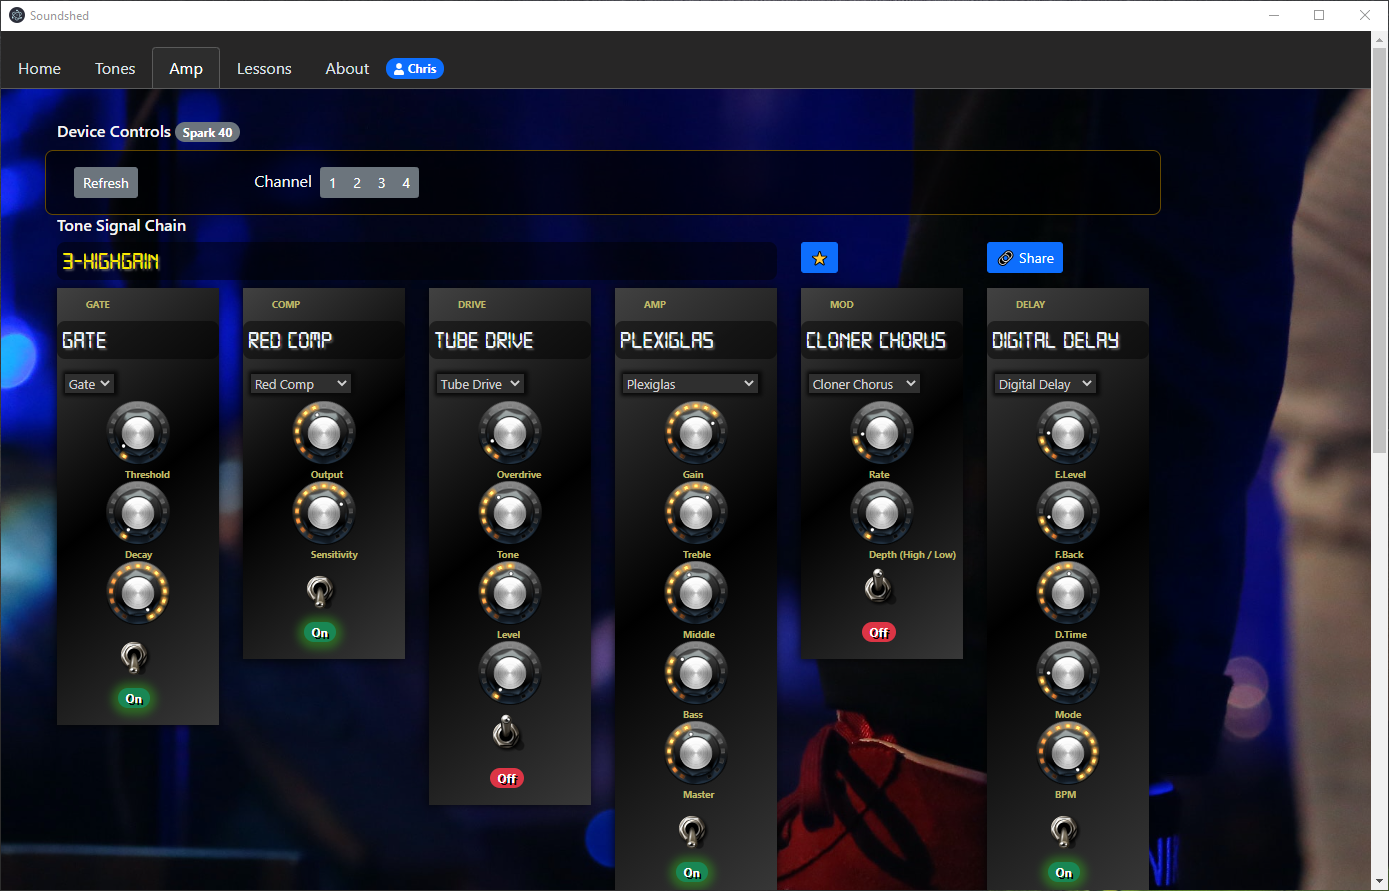 Soundshed
Home Tones Amp Lessons About Chris
Device Controls Spark 40
Refresh Channel 1 2 3 4
Tone Signal Chain
3-HIGHGAIN Share
GATE COMP DRIVE AMP MOD DELAY
GATE RED COMP TUBE DRIVE PLEXIGLAS CLONER CHORUS DIGITAL DELAY
Gate Red Comp Tube Drive Plexiglas Cloner Chorus Digital Delay
Threshold Output Overdrive Gain Rate E.Level
Decay Sensitivity Tone Treble Depth (High / Low) F.Back
On Level Middle Off D.Time
On
Bass Mode
Off
Master BPM
On On